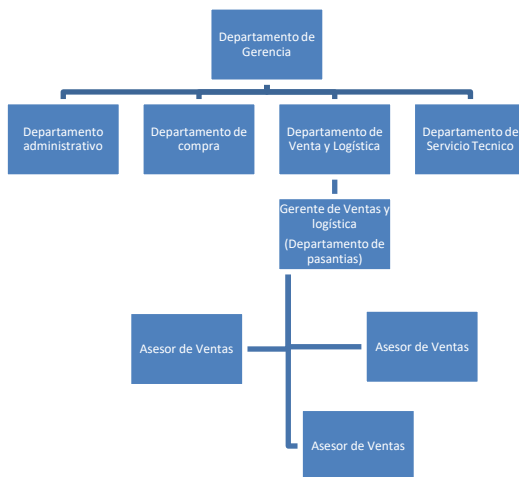 Departamento de
Gerencia
Departamento
administrativo
Departamento de
compra
Departamento de
Venta y Logística
Departamento de
Servicio Tecnico
Gerente de Ventas y
logística
(Departamento de
pasantias)
Asesor de Ventas
Asesor de Ventas
Asesor de Ventas